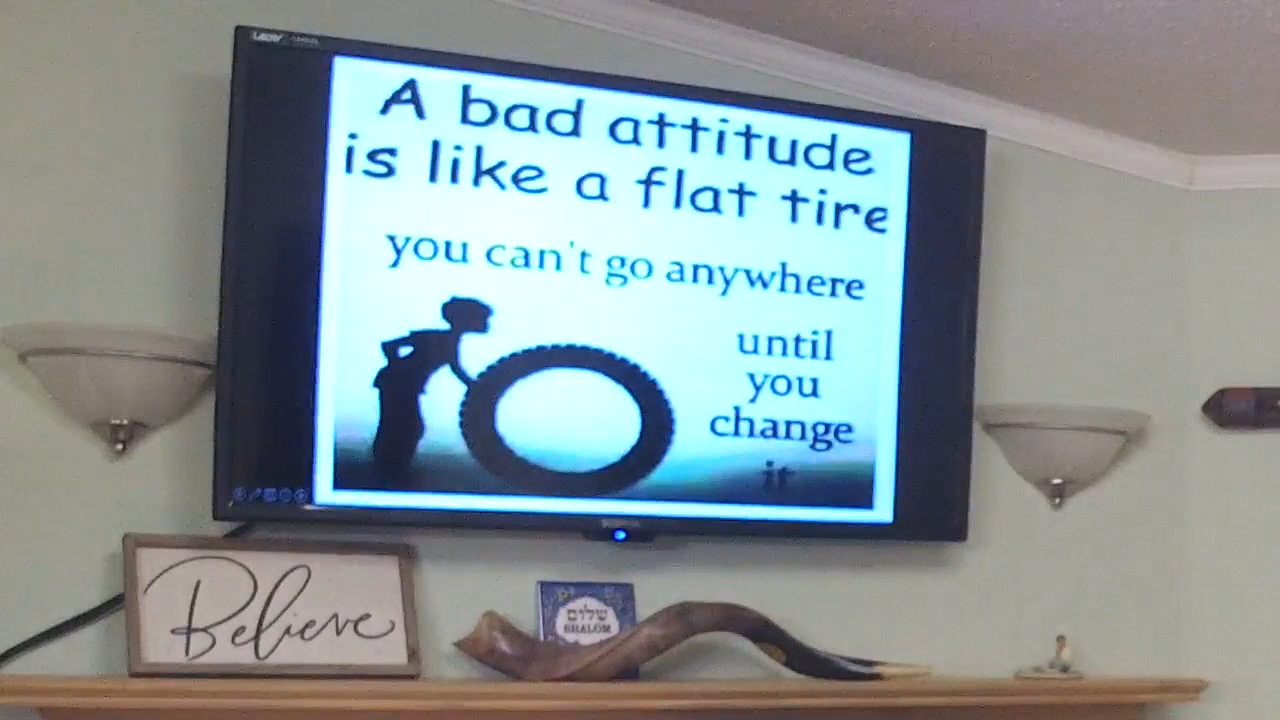 A bad attitude
is like a flat tire
you can't go anywhere
until
you
change
it
Believe
שלום
SHALOM